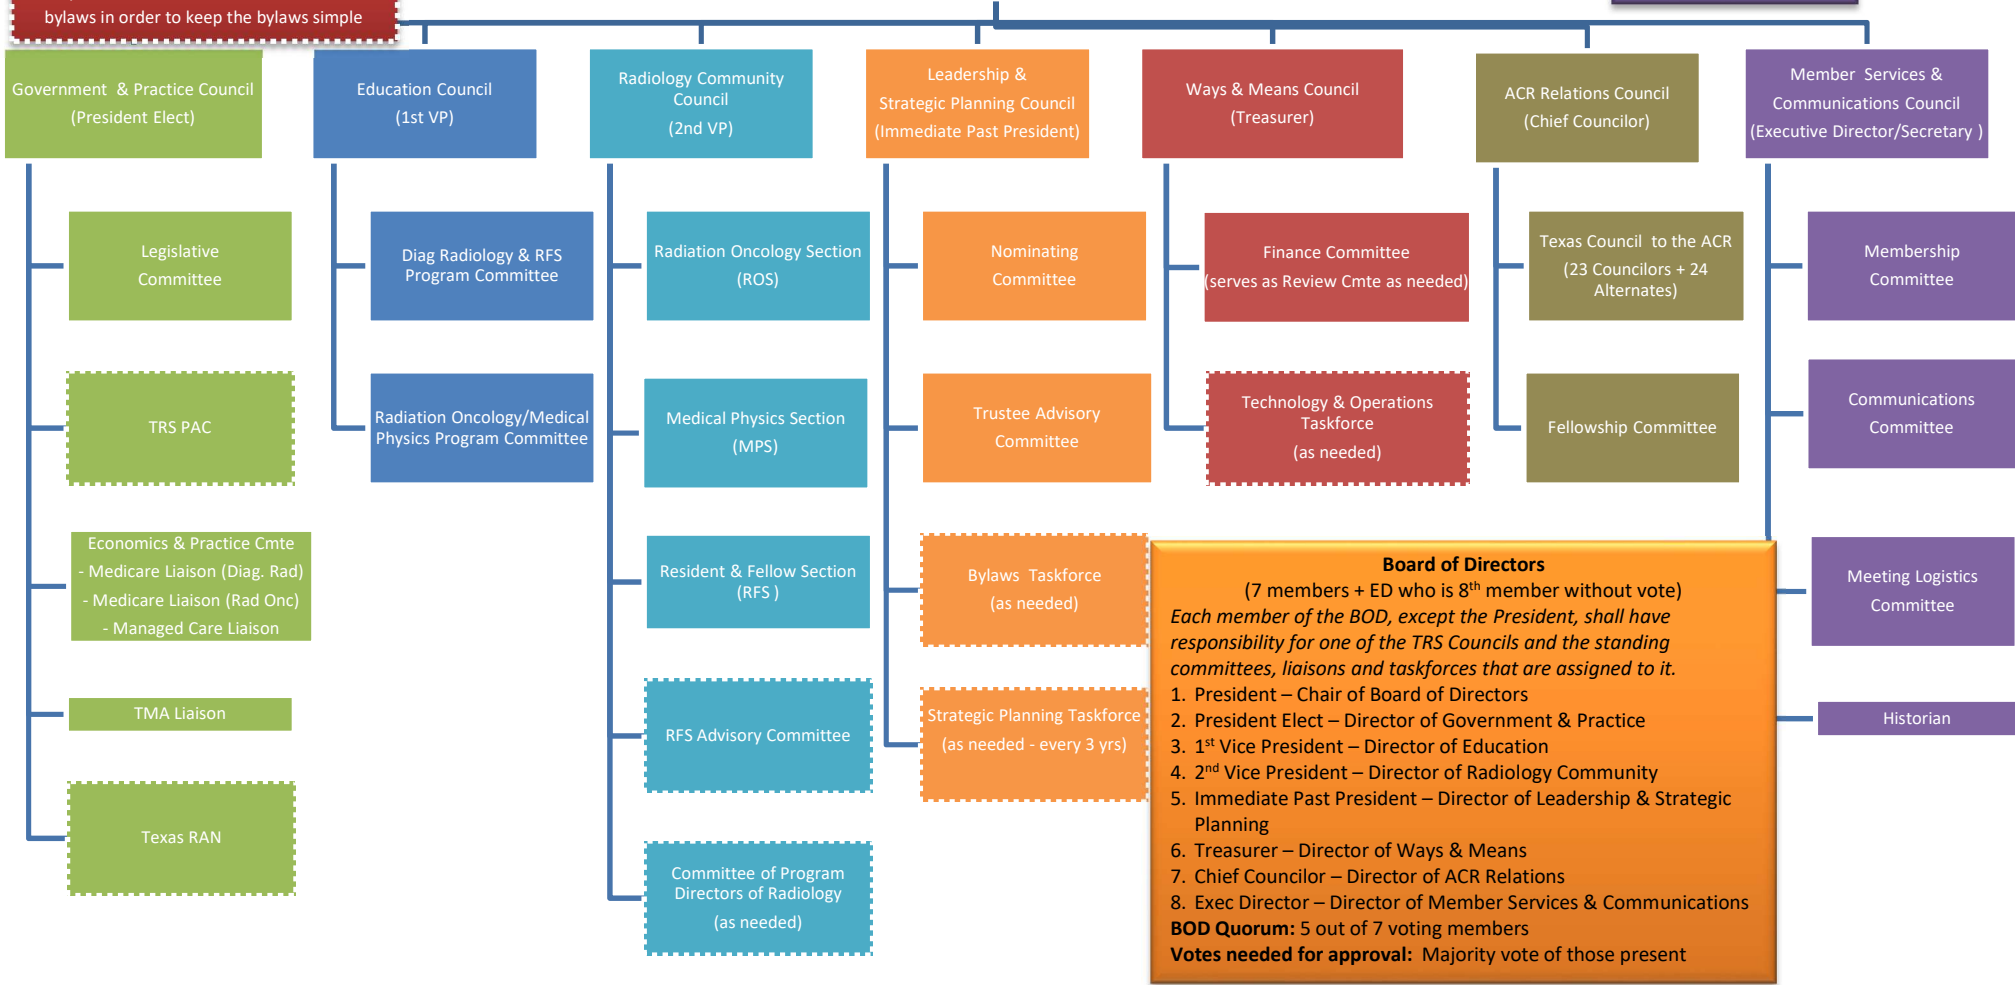 bylaws in order to keep the bylaws simple
Government & Practice Council
(President Elect)
Education Council
(1st VP)
Radiology Community
Council
(2nd VP)
Leadership &
Strategic Planning Council
(Immediate Past President)
Ways & Means Council
(Treasurer)
ACR Relations Council
(Chief Councilor)
Member Services &
Communications Council
(Executive Director/Secretary )
Legislative
Committee
Diag Radiology & RFS
Program Committee
Radiation Oncology Section
(ROS)
Nominating
Committee
Finance Committee
(serves as Review Cmte as needed)
Texas Council to the ACR
(23 Councilors + 24
Alternates)
Membership
Committee
TRS PAC
Radiation Oncology/Medical
Physics Program Committee
Medical Physics Section
(MPS)
Trustee Advisory
Committee
Technology & Operations
Taskforce
(as needed)
Fellowship Committee
Communications
Committee
Economics & Practice Cmte
- Medicare Liaison (Diag. Rad)
- Medicare Liaison (Rad Onc)
- Managed Care Liaison
Resident & Fellow Section
(RFS )
Bylaws Taskforce
(as needed)
Meeting Logistics
Committee
TMA Liaison
RFS Advisory Committee
Strategic Planning Taskforce
(as needed - every 3 yrs)
Historian
Texas RAN
Committee of Program
Directors of Radiology
(as needed)
Board of Directors
(7 members + ED who is 8th member without vote)
Each member of the BOD, except the President, shall have
responsibility for one of the TRS Councils and the standing
committees, liaisons and taskforces that are assigned to it.
1. President – Chair of Board of Directors
2. President Elect – Director of Government & Practice
3. 1st Vice President – Director of Education
4. 2nd Vice President – Director of Radiology Community
5. Immediate Past President – Director of Leadership & Strategic
Planning
6. Treasurer – Director of Ways & Means
7. Chief Councilor – Director of ACR Relations
8. Exec Director – Director of Member Services & Communications
BOD Quorum: 5 out of 7 voting members
Votes needed for approval: Majority vote of those present